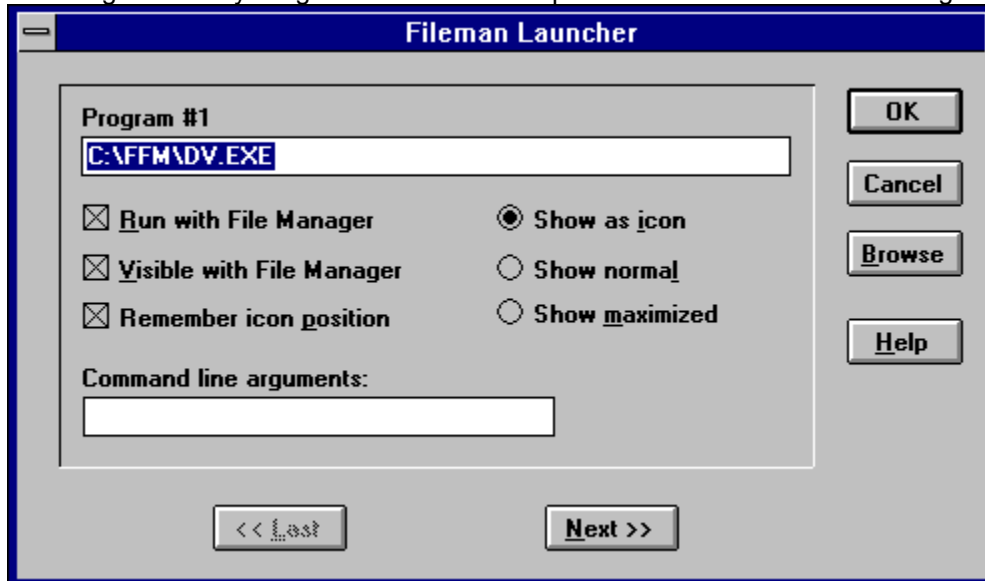 Fileman Launcher
Program #1
C:\FFM\DV.EXE
Run with File Manager
Visible with File Manager
Remember icon position
Show as icon
Show normal
Show maximized
Command line arguments:
OK
Cancel
Browse
Help
<< Last
Next >>